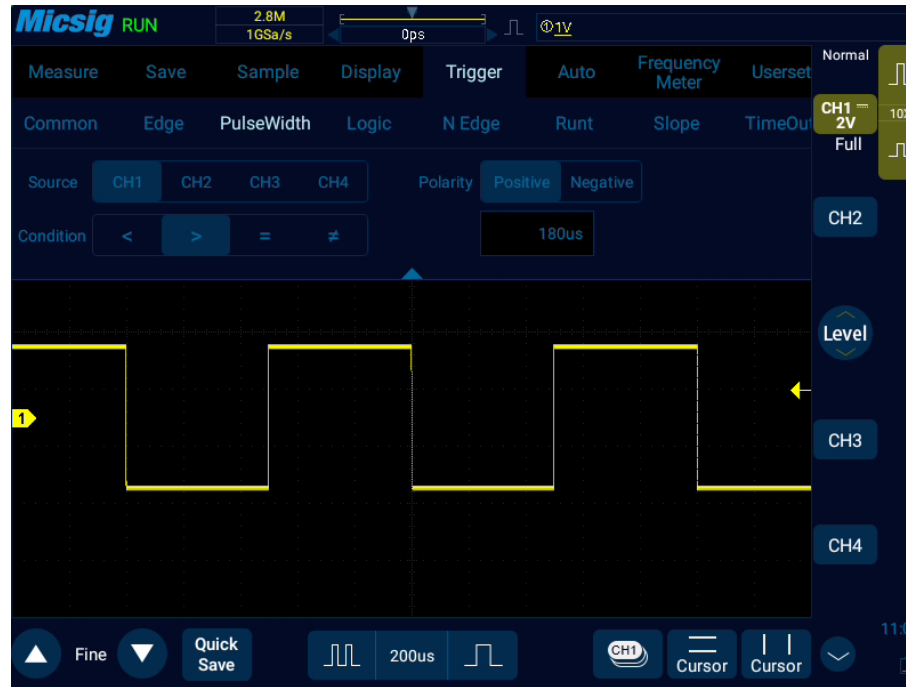 Micsig RUN 2.8M
1GSa/s 0ps ①1V
Measure Save Sample Display Trigger Auto Frequency Meter Userset
Normal
Common Edge PulseWidth Logic N Edge Runt Slope TimeOut
CH1
2V
Full
10X
Source CH1 CH2 CH3 CH4 Polarity Positive Negative
Condition < > = ≠ 180us
CH2
Level
1
CH3
CH4
Fine Quick Save 200us CH1 Cursor Cursor